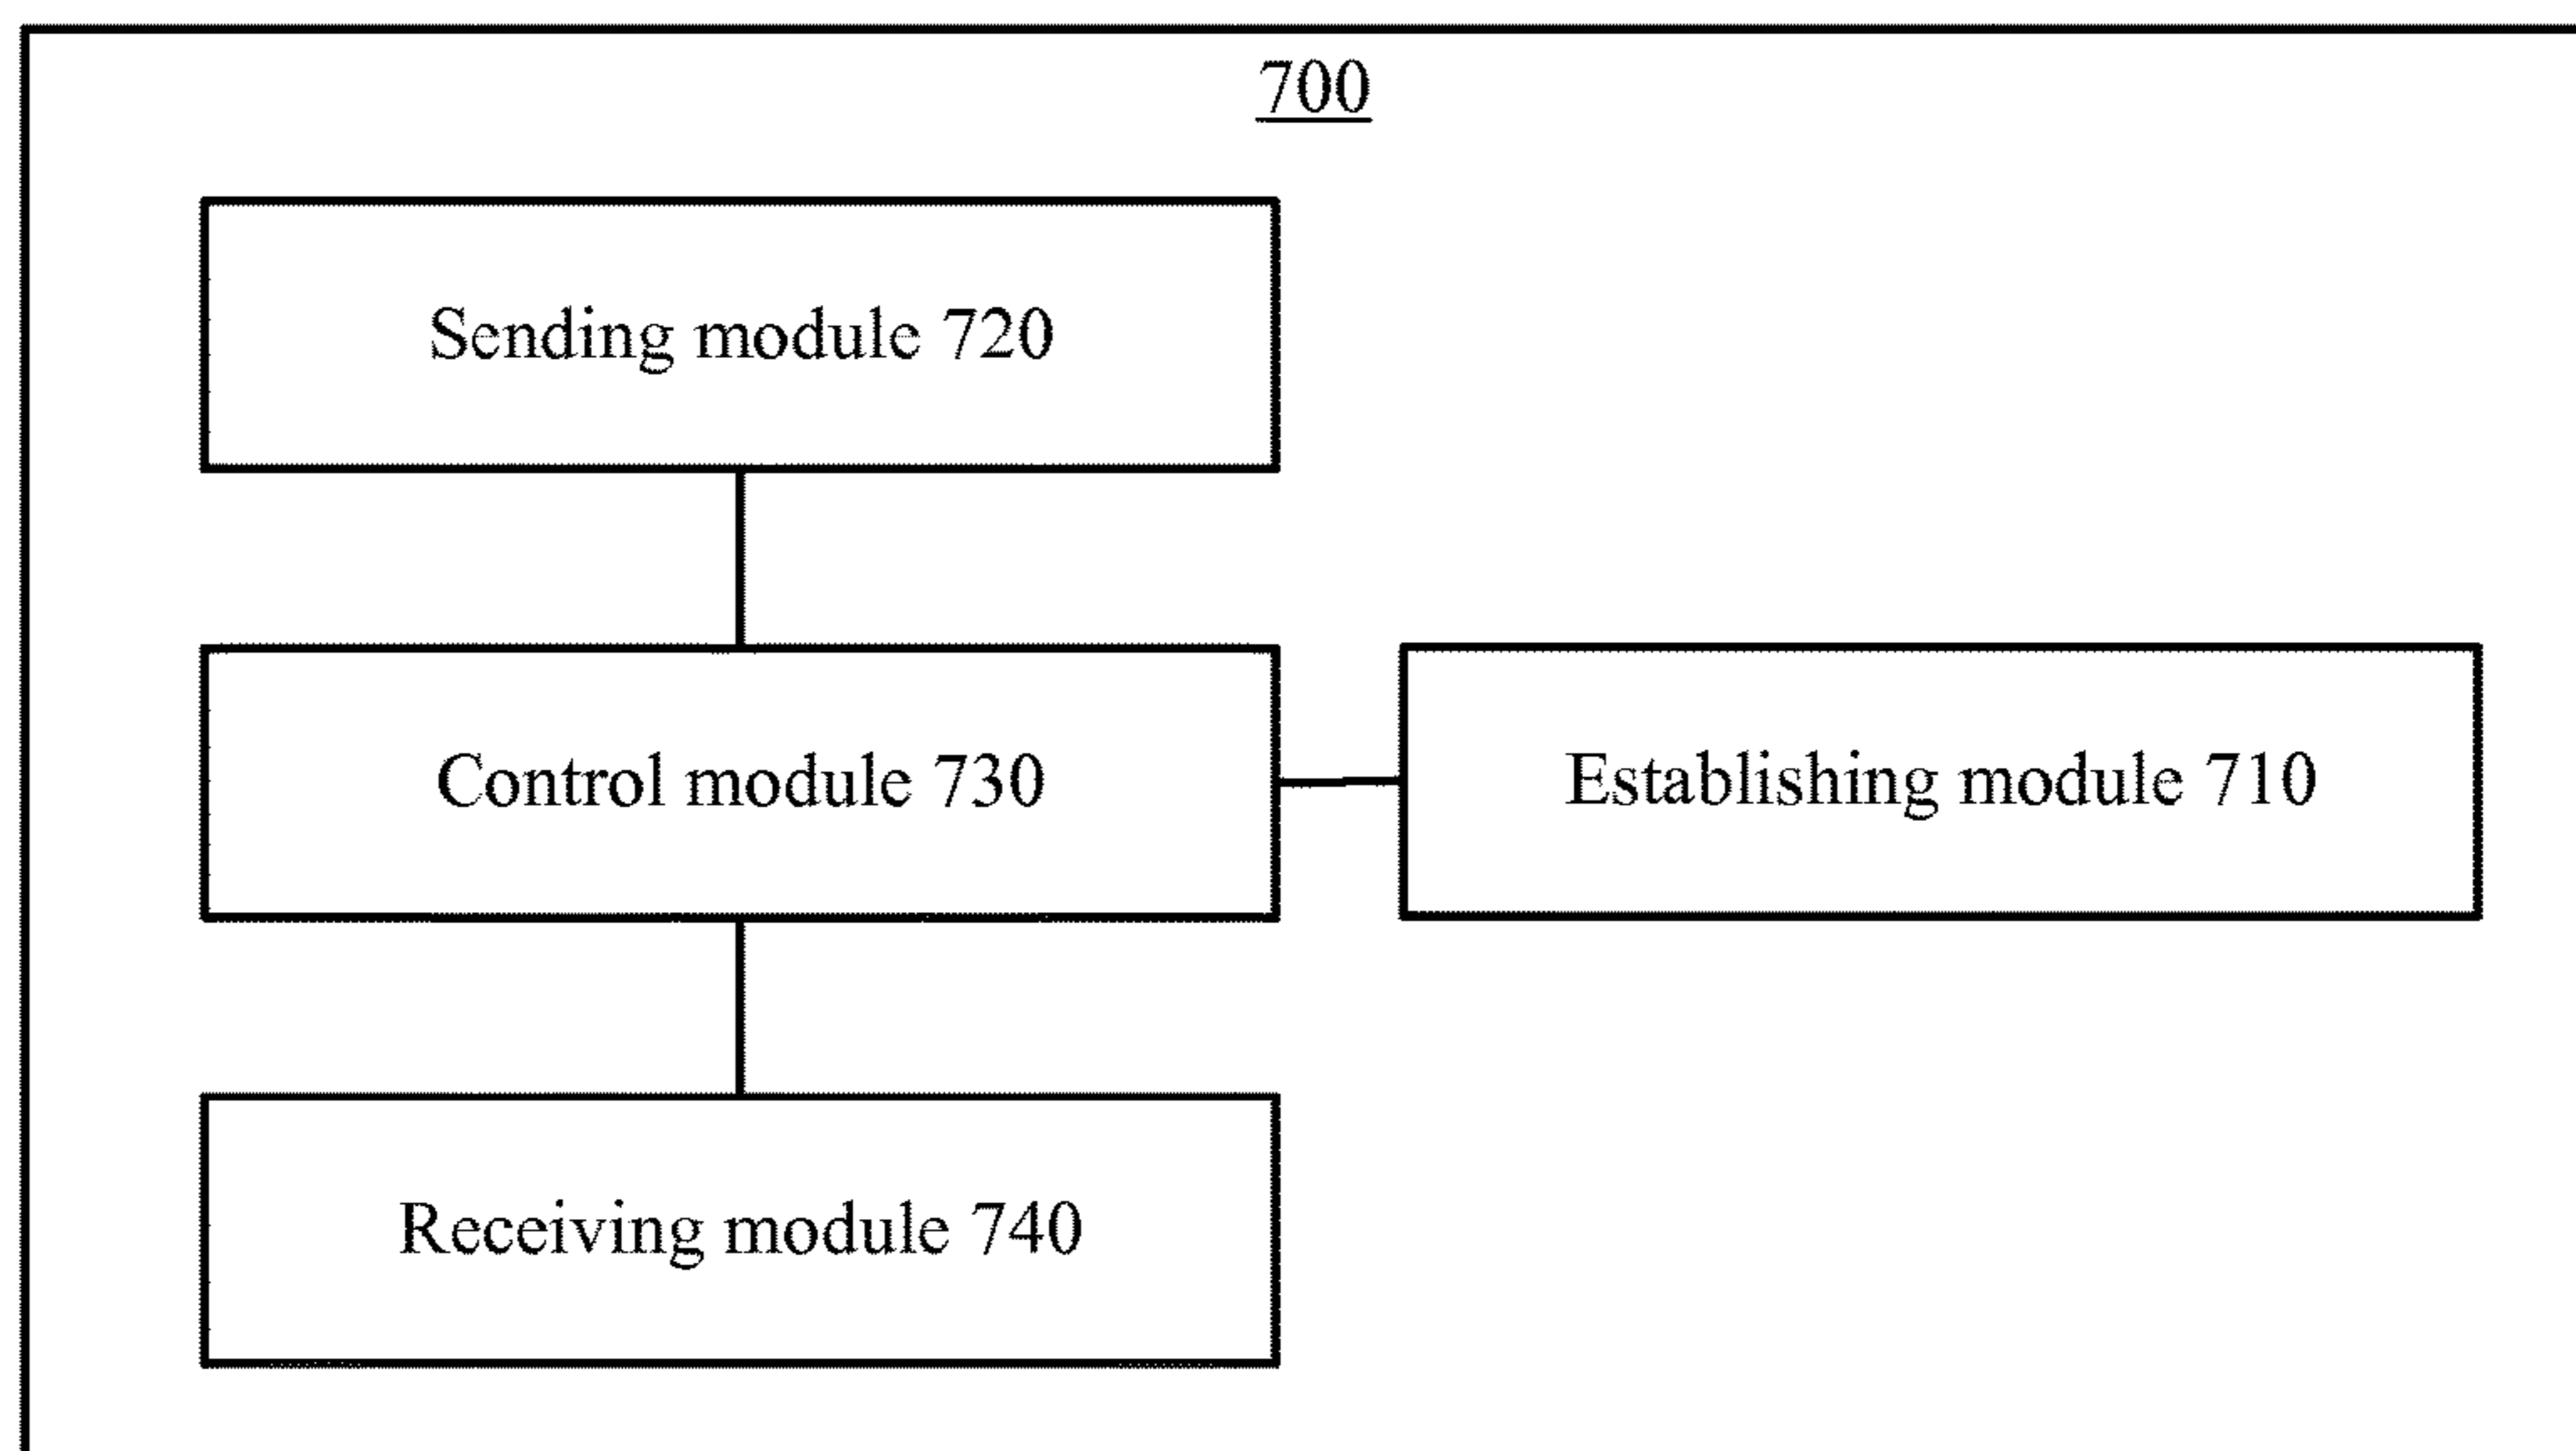 700
Sending module 720
Control module 730
Establishing module 710
Receiving module 740